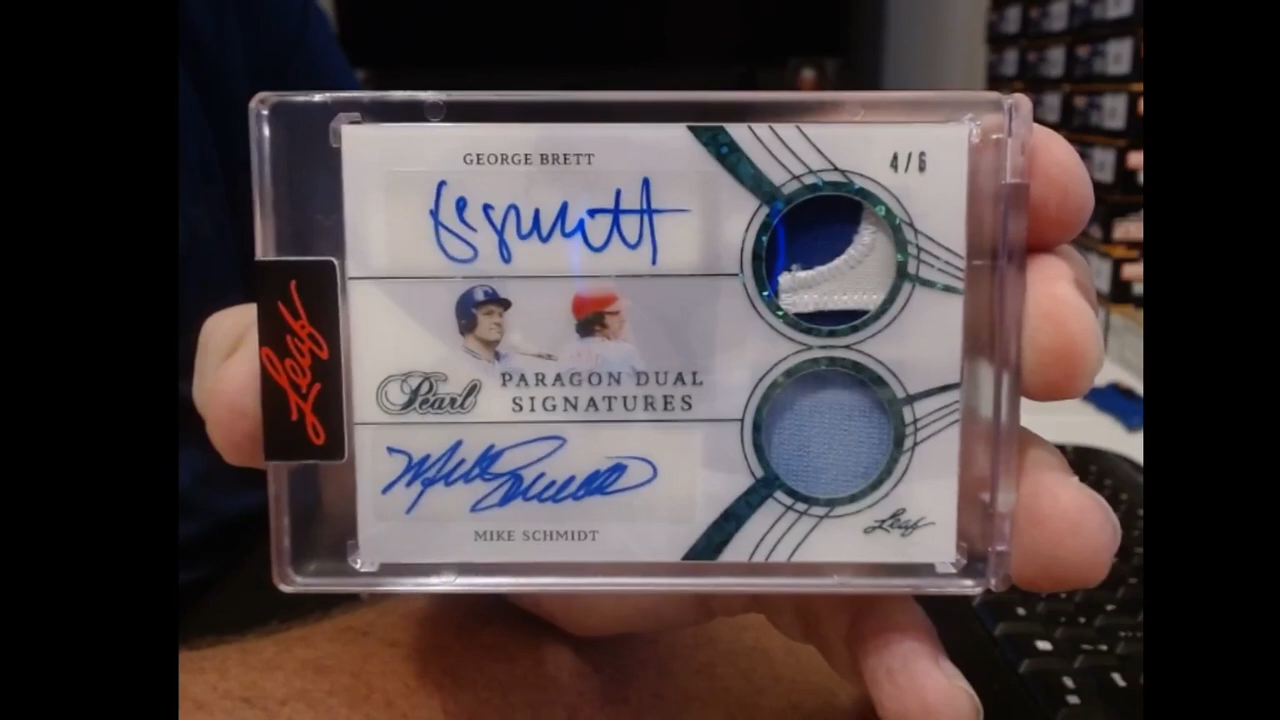 GEORGE BRETT
4/6
Leaf
Pearl
PARAGON DUAL
SIGNATURES
MIKE SCHMIDT
Leaf